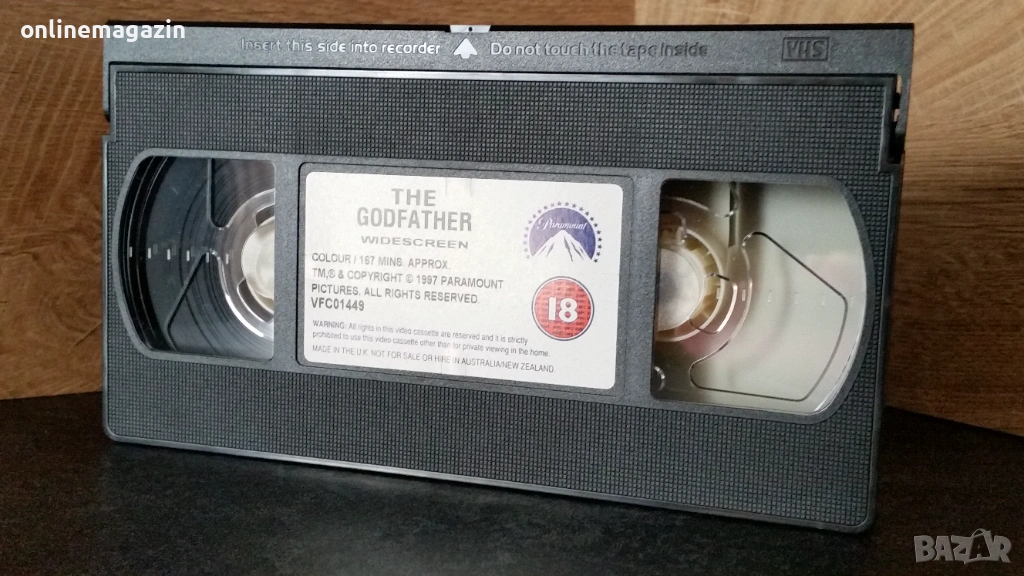 onlinemagazin
Insert this side into recorder Do not touch the tape inside VHS
THE
GODFATHER
WIDESCREEN
Paramount
COLOUR / 167 MINS. APPROX.
TM,® & COPYRIGHT © 1997 PARAMOUNT
PICTURES. ALL RIGHTS RESERVED.
VFC01449
18
WARNING: All rights in this video cassette are reserved and it is strictly
prohibited to use this video cassette other than for private viewing in the home.
MADE IN THE U.K. NOT FOR SALE OR HIRE IN AUSTRALIA/NEW ZEALAND.
BAZAR